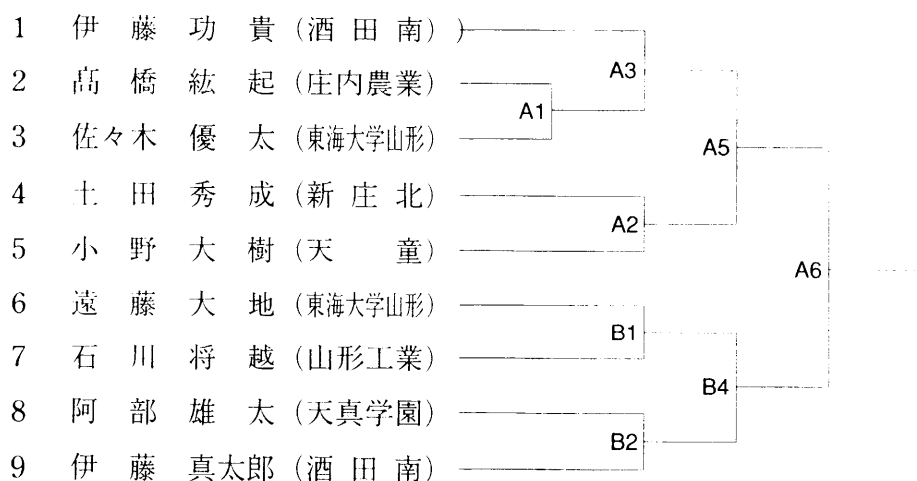 1 伊藤功貴 (酒田南) )
A3
2 髙橋紘起 (庄内農業)
A1
3 佐々木優太 (東海大学山形)
A5
4 土田秀成 (新庄北)
A2
5 小野大樹 (天童)
A6
6 遠藤大地 (東海大学山形)
B1
7 石川将越 (山形工業)
B4
8 阿部雄太 (天真学園)
B2
9 伊藤真太郎 (酒田南)